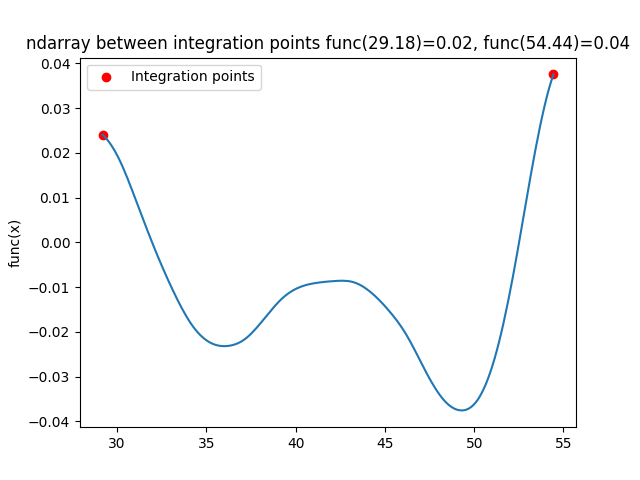 ndarray between integration points func(29.18)=0.02, func(54.44)=0.04
Integration points
func(x)
0.04
0.03
0.02
0.01
0.00
−0.01
−0.02
−0.03
−0.04
30 35 40 45 50 55